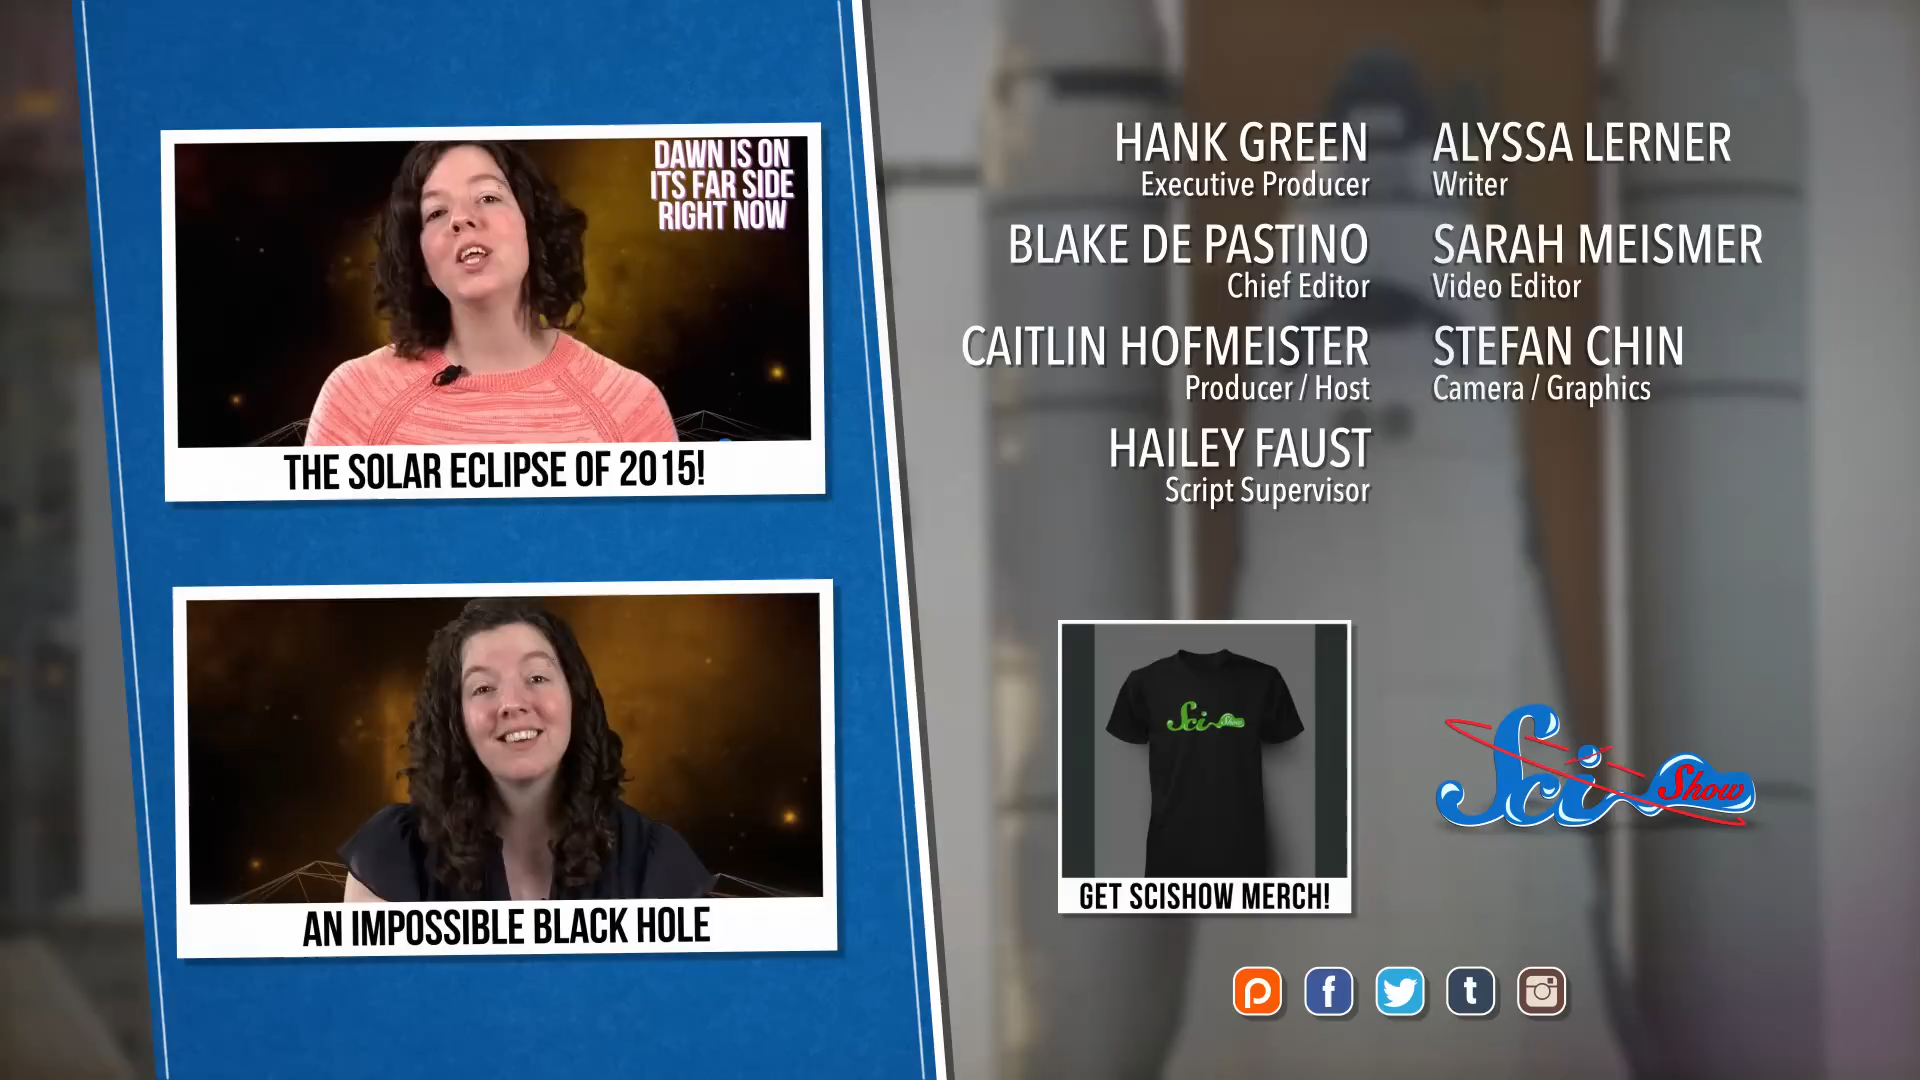 DAWN IS ON
ITS FAR SIDE
RIGHT NOW
THE SOLAR ECLIPSE OF 2015!
AN IMPOSSIBLE BLACK HOLE
HANK GREEN
Executive Producer
BLAKE DE PASTINO
Chief Editor
CAITLIN HOFMEISTER
Producer / Host
HAILEY FAUST
Script Supervisor
ALYSSA LERNER
Writer
SARAH MEISMER
Video Editor
STEFAN CHIN
Camera / Graphics
Sci Show
GET SCISHOW MERCH!
Sci Show